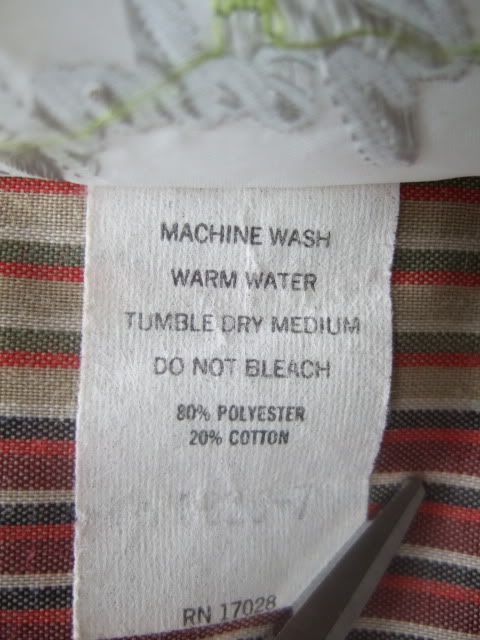 MACHINE WASH
WARM WATER
TUMBLE DRY MEDIUM
DO NOT BLEACH
80% POLYESTER
20% COTTON
RN 17028